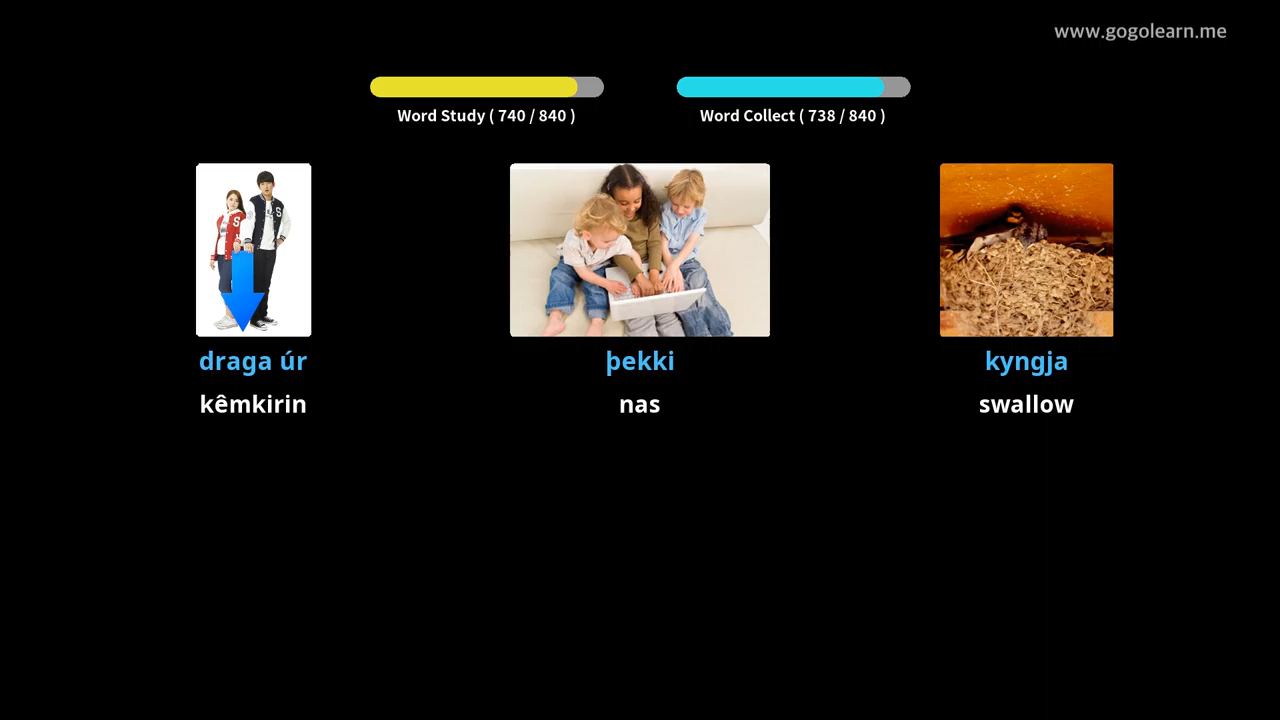 www.gogolearn.me
Word Study ( 740 / 840 )
Word Collect ( 738 / 840 )
draga úr
þekki
kyngja
kêmkirin
nas
swallow